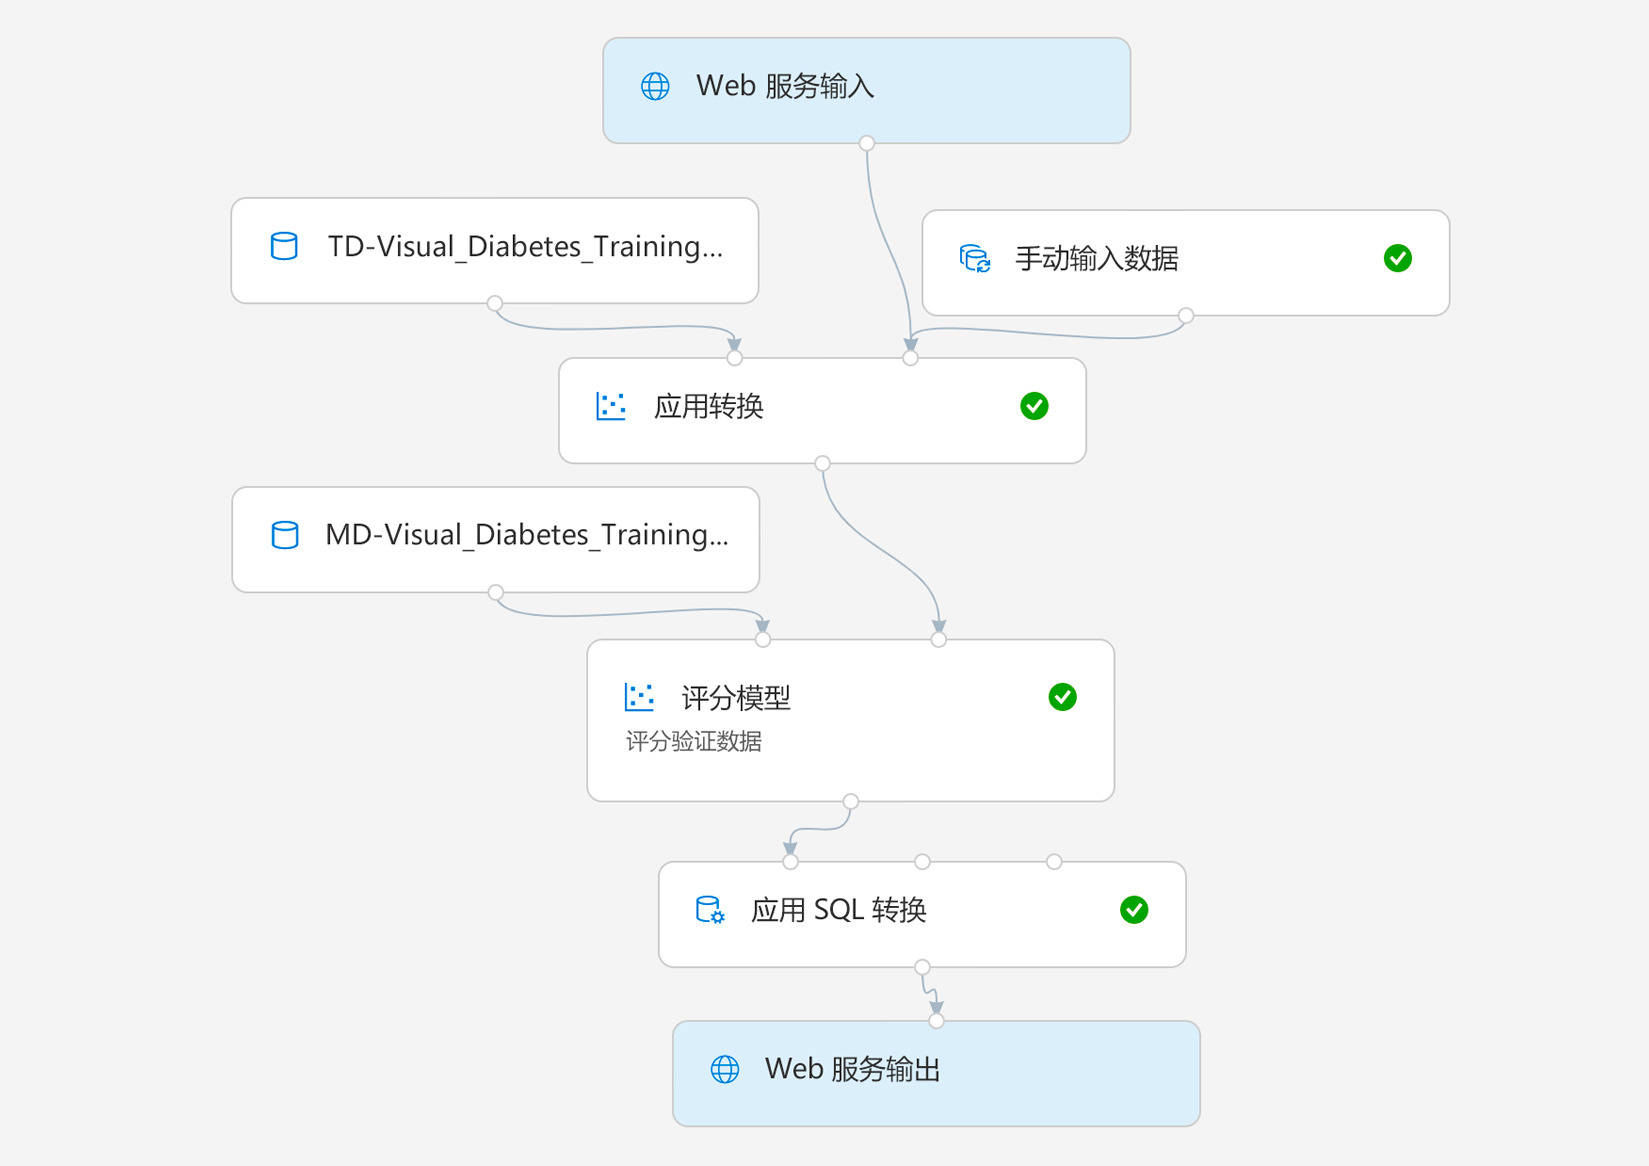 Web 服务输入
TD-Visual_Diabetes_Training...
手动输入数据
应用转换
MD-Visual_Diabetes_Training...
评分模型
评分验证数据
应用 SQL 转换
Web 服务输出